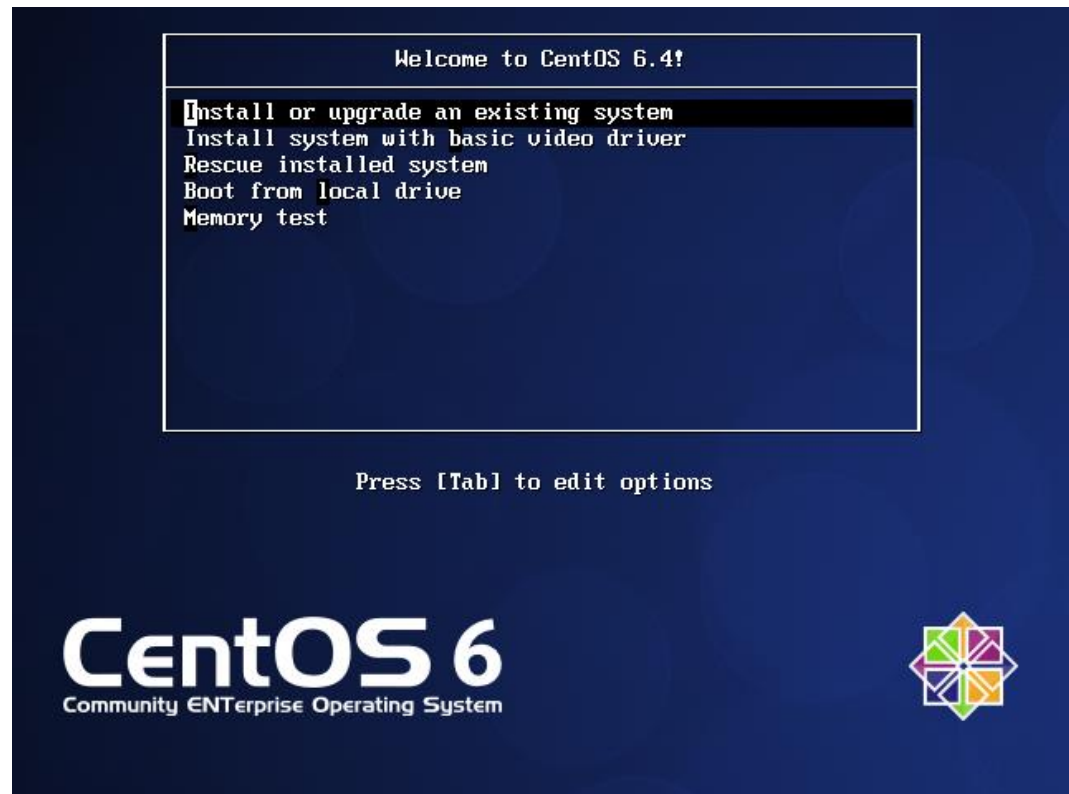 Welcome to CentOS 6.4!
Install or upgrade an existing system
Install system with basic video driver
Rescue installed system
Boot from local drive
Memory test
Press [Tab] to edit options
CentOS 6
Community ENTerprise Operating System